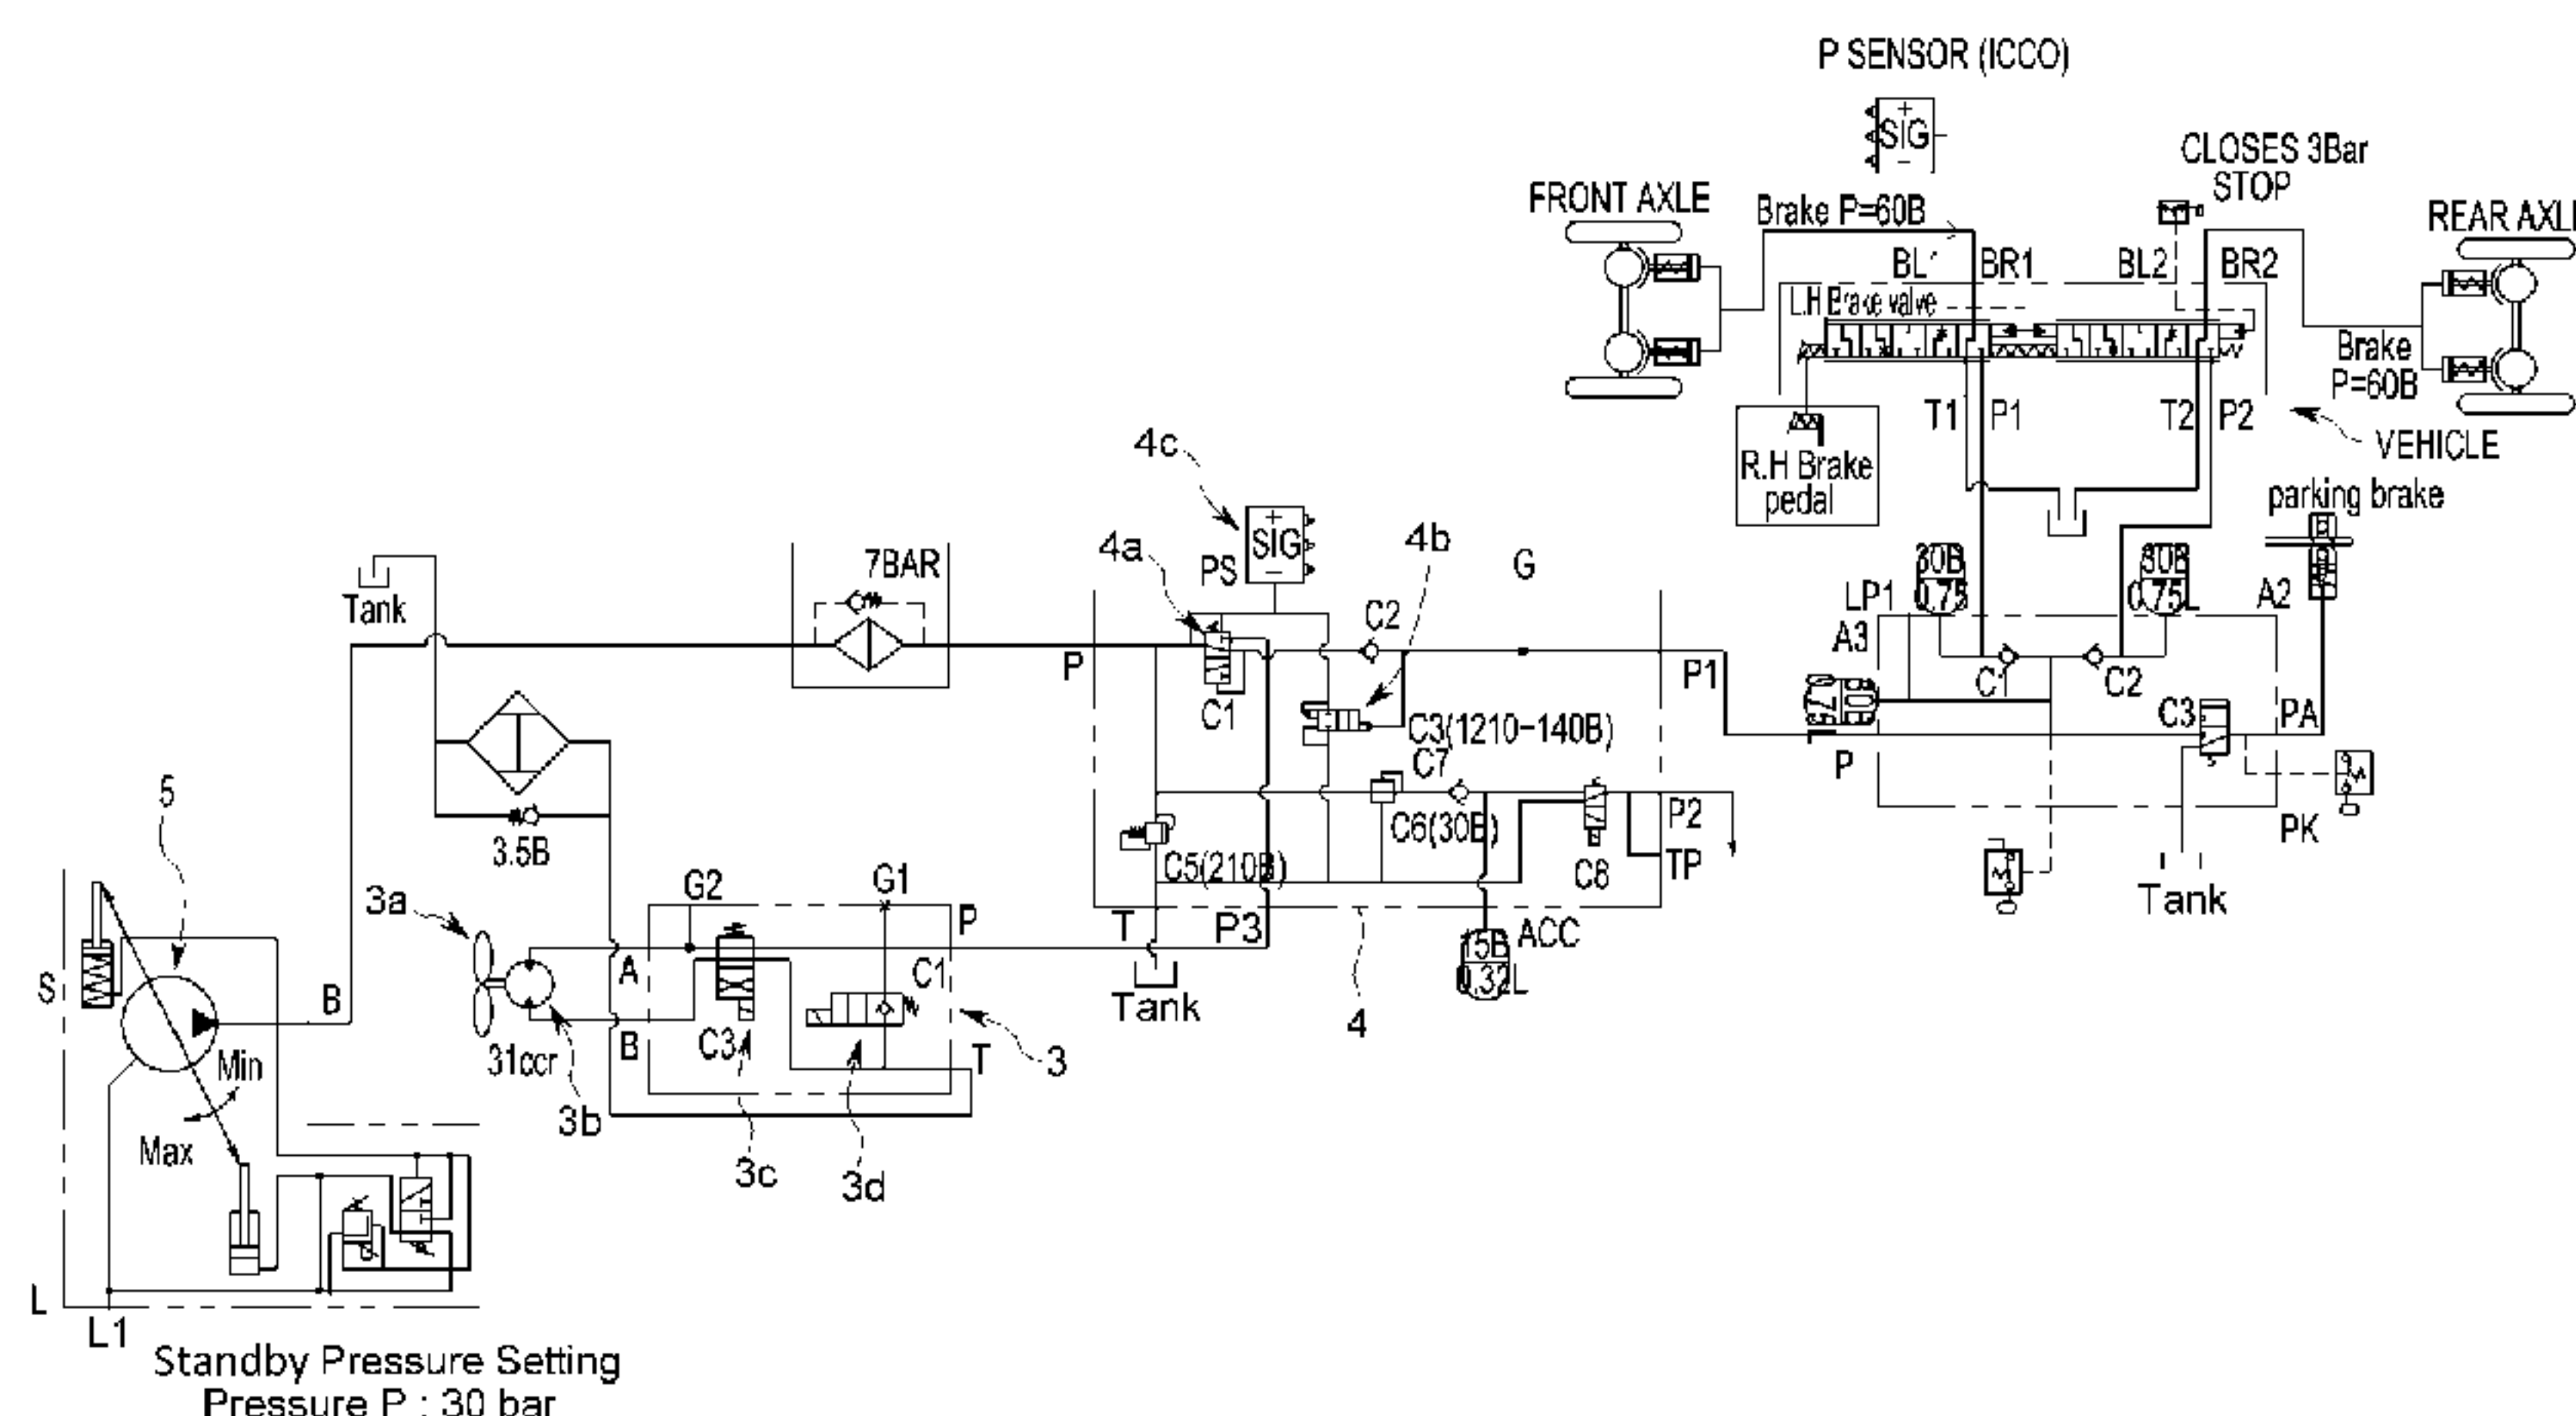 P SENSOR (ICCO)
+
SIG
−
CLOSES 3Bar
STOP
FRONT AXLE
Brake P=60B
REAR AXL
BL
BR1
BL2
BR2
L.H Brake valve
Brake
P=60B
T1
P1
T2
P2
VEHICLE
R.H Brake
pedal
parking brake
4c
+
SIG
−
4a
PS
4b
G
7BAR
Tank
C2
30B
0.75
30B
0.75L
LP1
A2
A3
P
C1
P1
C1
C2
C3
PA
C3(1210-140B)
C7
P
PK
5
3.5B
C6(30B)
P2
C5(210B)
C8
TP
Tank
3a
G2
G1
P
T
P3
ACC
15B
0.32L
S
B
A
C1
Tank
4
31ccr
B
C3
T
3
Min
Max
3b
3c
3d
L
L1
Standby Pressure Setting
Pressure P : 30 bar